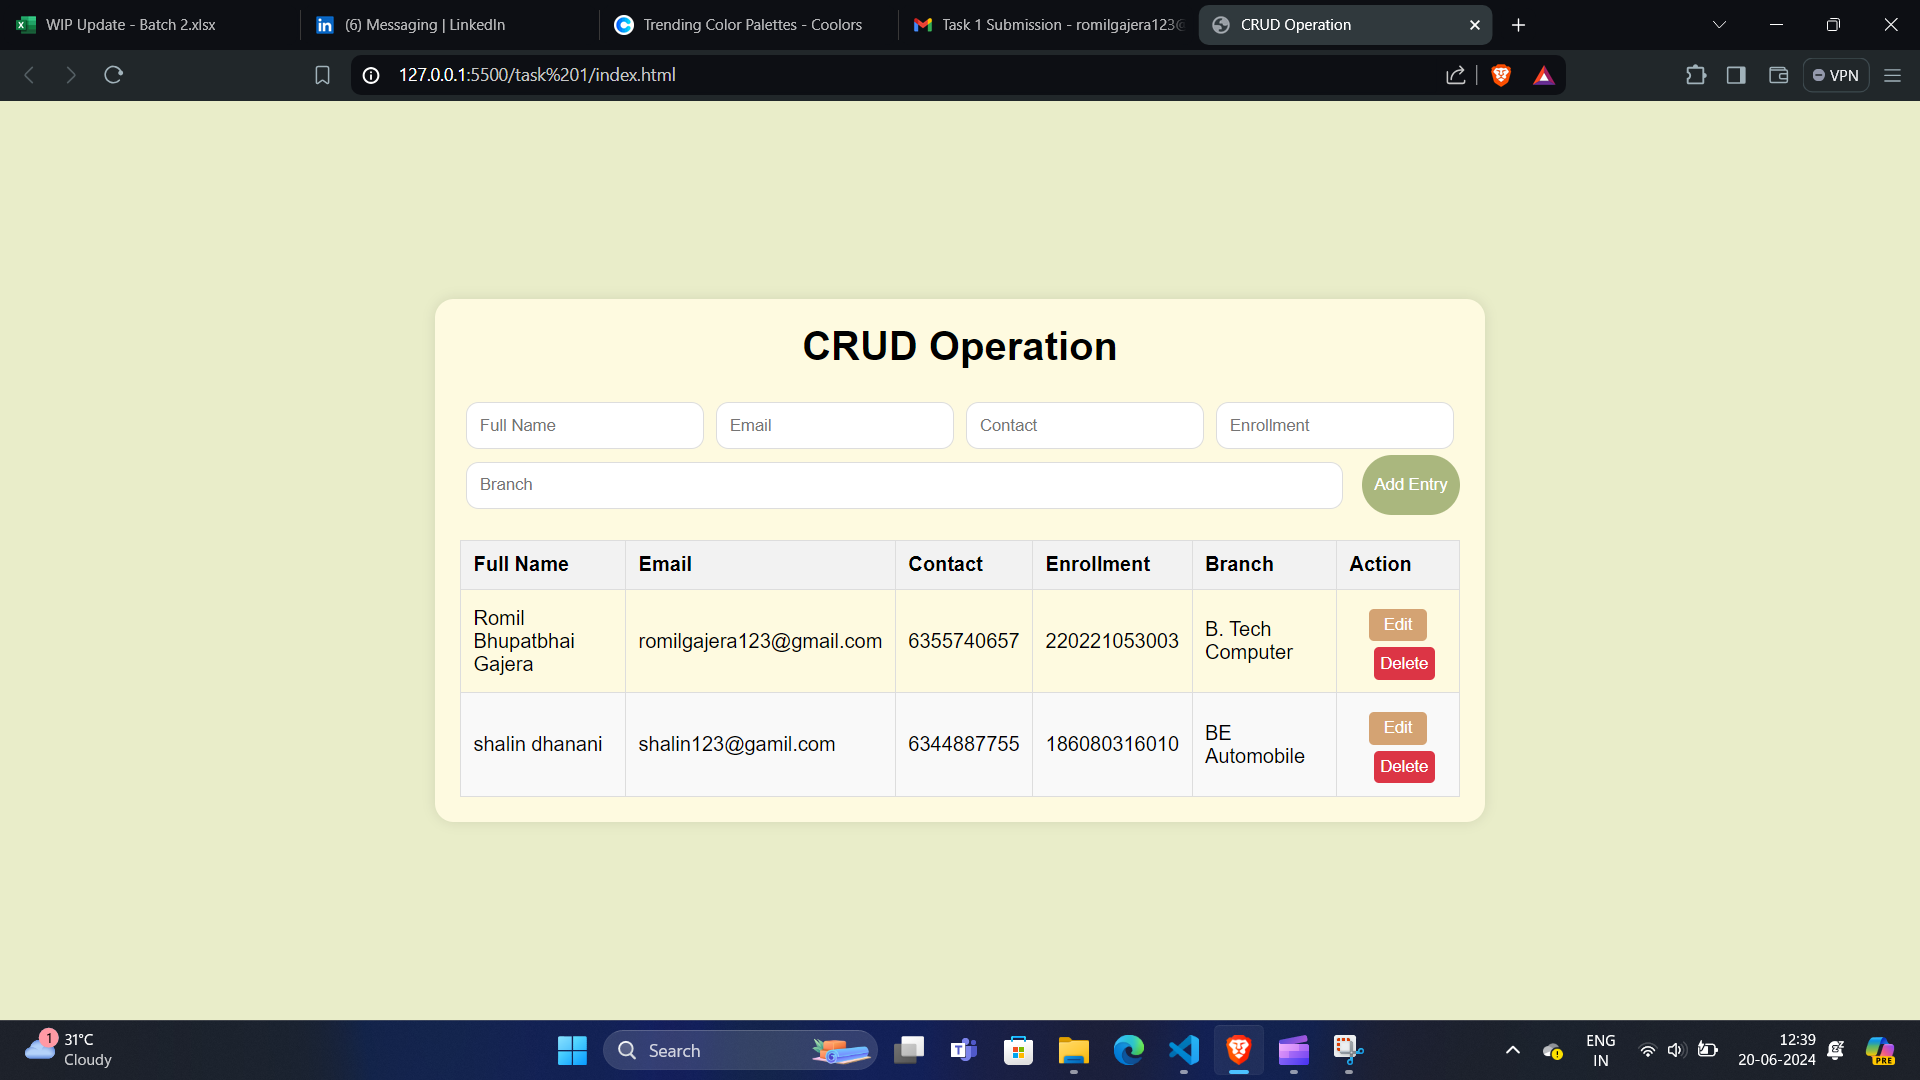 WIP Update - Batch 2.xlsx
(6) Messaging | LinkedIn
Trending Color Palettes - Coolors
Task 1 Submission - romilgajera123@
CRUD Operation
127.0.0.1:5500/task%201/index.html
VPN
CRUD Operation
Full Name Email Contact Enrollment
Branch Add Entry
Full Name Email Contact Enrollment Branch Action
Romil
Bhupatbhai
Gajera
romilgajera123@gmail.com
6355740657
220221053003
B. Tech
Computer
Edit
Delete
shalin dhanani
shalin123@gamil.com
6344887755
186080316010
BE
Automobile
Edit
Delete
1
31°C
Cloudy
Search
ENG
IN
12:39
20-06-2024
PRE